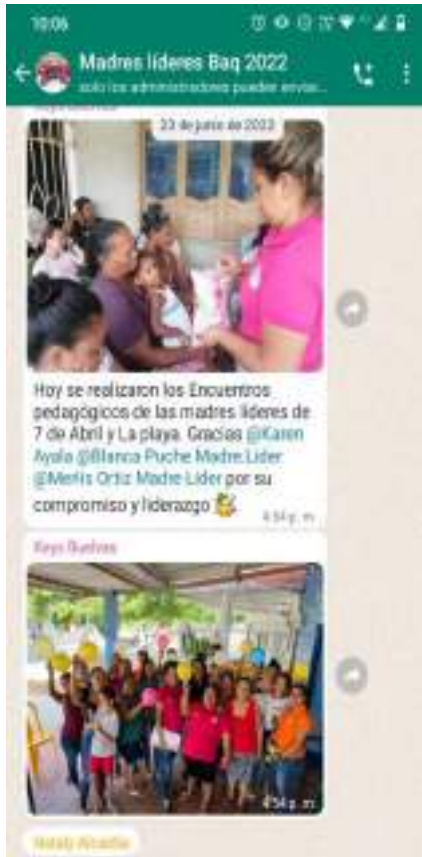 10:06
Madres líderes Baq 2022
solo los administradores pueden enviar...
23 de junio de 2022
Hoy se realizaron los Encuentros
pedagógicos de las madres líderes de
7 de Abril y La playa. Gracias @Karen
Ayala @Blanca Puche Madre Lider
@Merlis Ortiz Madre Lider por su
compromiso y liderazgo
4:54 p. m.
4:54 p. m.